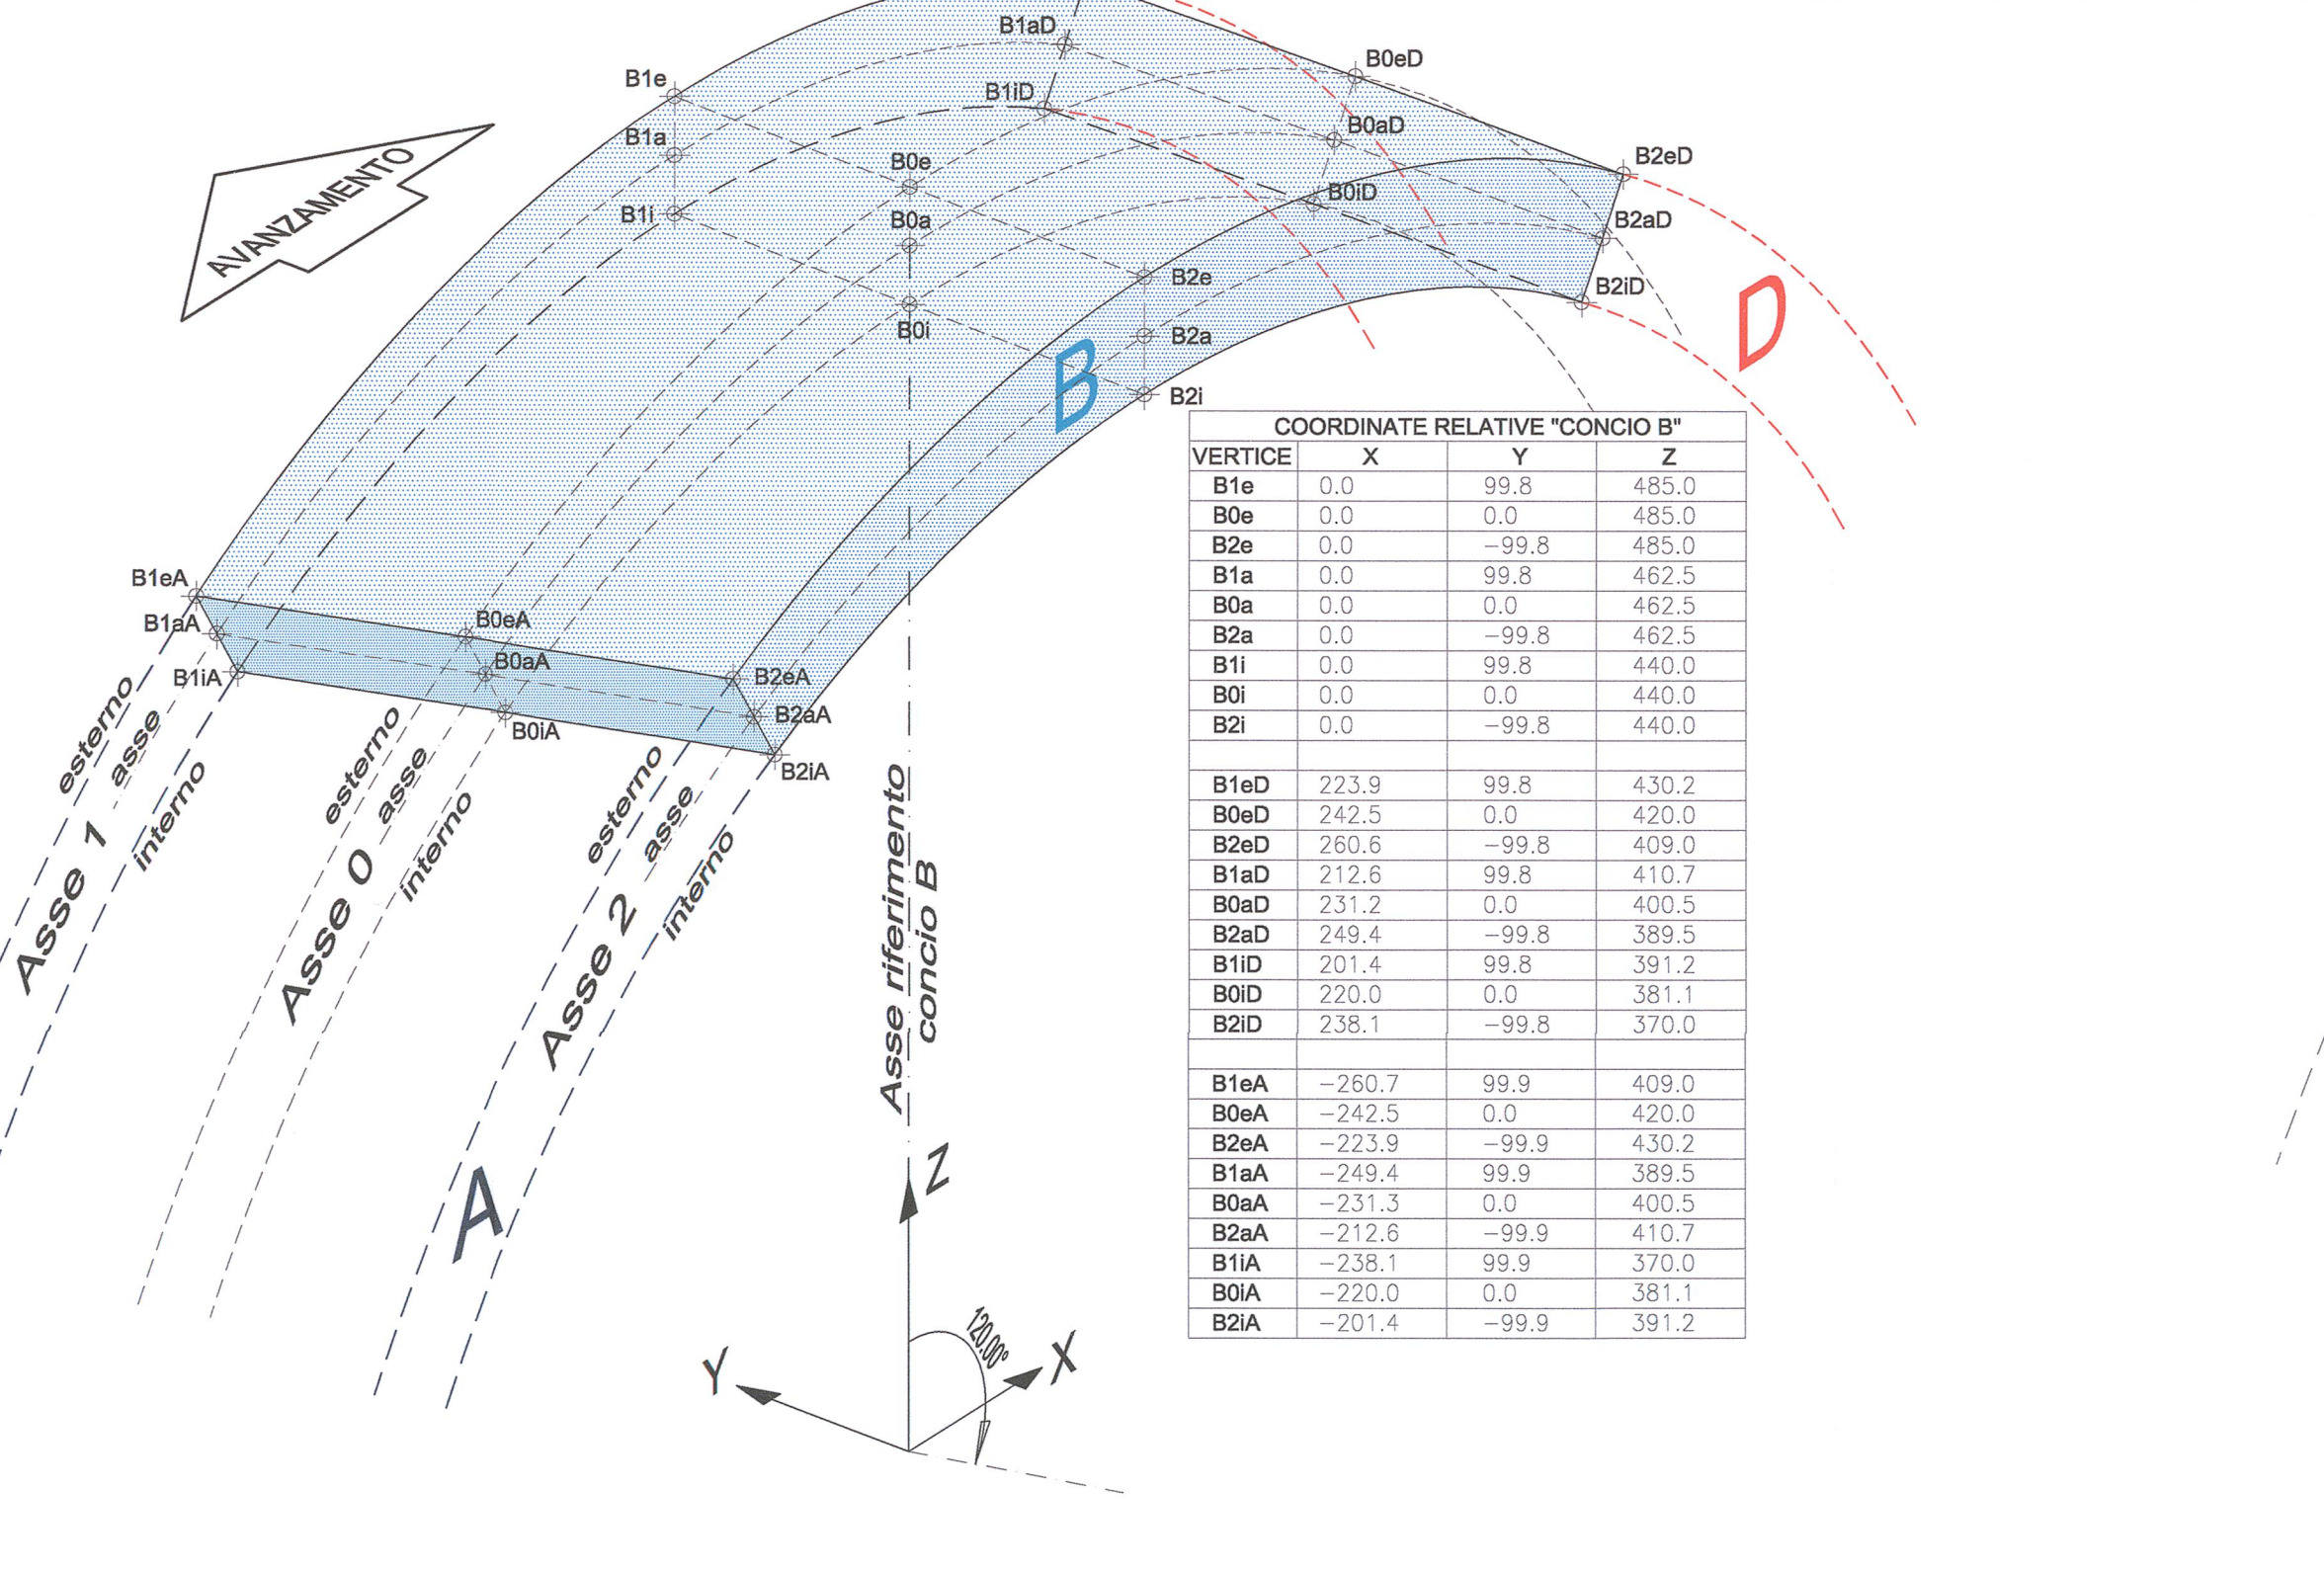 B1aD
B0eD
B1e
B1iD
B1a
B0aD
AVANZAMENTO
B0e
B2eD
B1i
B0iD
B0a
B2aD
B2e
B2iD
B0i
B2a
D
B
B2i
COORDINATE RELATIVE "CONCIO B"
VERTICE X Y Z
B1e 0.0 99.8 485.0
B0e 0.0 0.0 485.0
B2e 0.0 -99.8 485.0
B1a 0.0 99.8 462.5
B0a 0.0 0.0 462.5
B2a 0.0 -99.8 462.5
B1i 0.0 99.8 440.0
B0i 0.0 0.0 440.0
B2i 0.0 -99.8 440.0
B1eD 223.9 99.8 430.2
B0eD 242.5 0.0 420.0
B2eD 260.6 -99.8 409.0
B1aD 212.6 99.8 410.7
B0aD 231.2 0.0 400.5
B2aD 249.4 -99.8 389.5
B1iD 201.4 99.8 391.2
B0iD 220.0 0.0 381.1
B2iD 238.1 -99.8 370.0
B1eA -260.7 99.9 409.0
B0eA -242.5 0.0 420.0
B2eA -223.9 -99.9 430.2
B1aA -249.4 99.9 389.5
B0aA -231.3 0.0 400.5
B2aA -212.6 -99.9 410.7
B1iA -238.1 99.9 370.0
B0iA -220.0 0.0 381.1
B2iA -201.4 -99.9 391.2
B1eA
B1aA
B0eA
B0aA
B1iA
B2eA
B2aA
B0iA
B2iA
esterno
Asse 1 asse
interno
esterno
Asse 0 asse
interno
esterno
Asse 2 asse
interno
Asse riferimento
concio B
A
Z
120.00°
X
Y